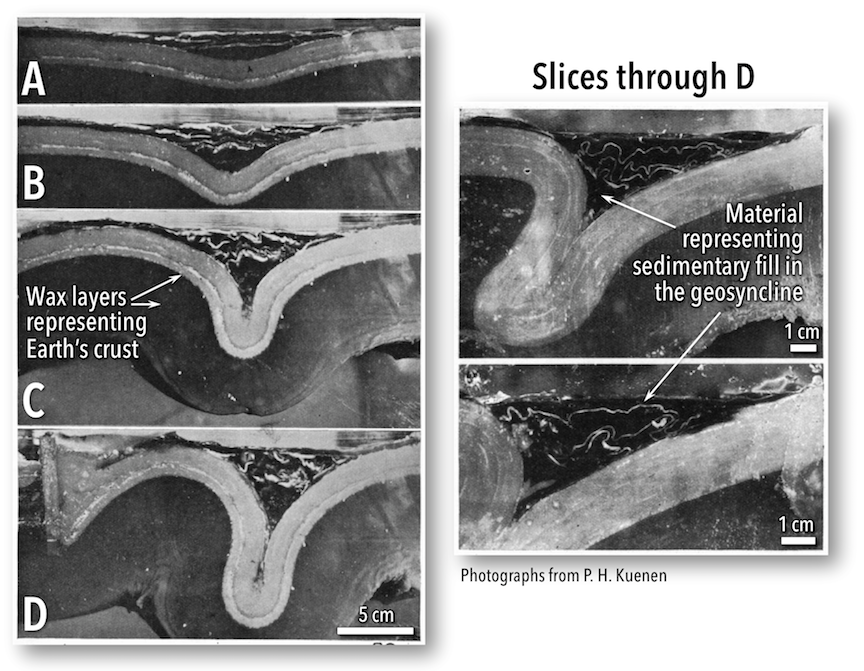 A
B
Wax layers
representing
Earth's crust
C
D
5 cm
Slices through D
Material
representing
sedimentary fill in
the geosyncline
1 cm
1 cm
Photographs from P. H. Kuenen